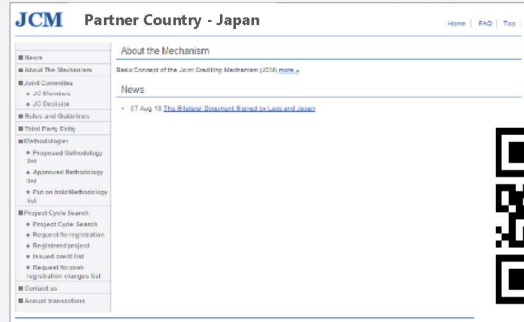 JCM Partner Country - Japan
Home | FAQ | Top
News
About The Mechanism
Joint Committee
JC Members
JC Decision
Rules and Guidelines
Third Party Entity
Methodologies
Proposed Methodology
list
Approved Methodology
list
Put on hold Methodology
list
Project Cycle Search
Project Cycle Search
Request for registration
Registered project
Issued credit list
Request for post-
registration changes list
Contact us
Annual transactions
About the Mechanism
Basic Concept of the Joint Crediting Mechanism (JCM) more »
News
07 Aug 13 The Bilateral Document Signed by Laos and Japan